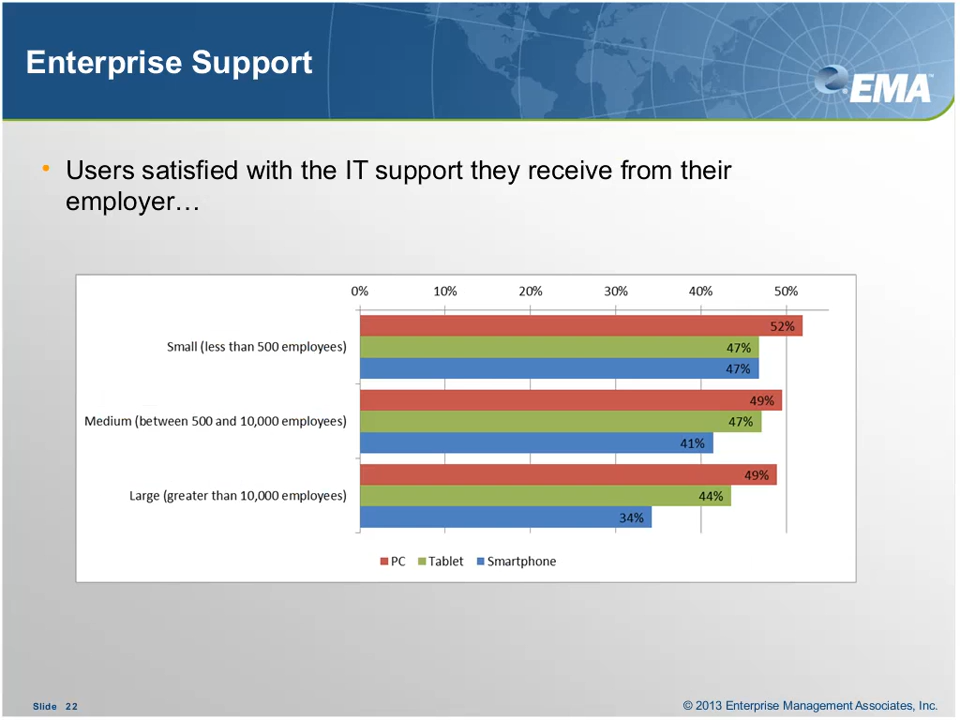 Enterprise Support
EMA™
• Users satisfied with the IT support they receive from their
employer…
0% 10% 20% 30% 40% 50%
52%
Small (less than 500 employees) 47%
47%
49%
Medium (between 500 and 10,000 employees) 47%
41%
49%
Large (greater than 10,000 employees) 44%
34%
PC Tablet Smartphone
Slide 22 © 2013 Enterprise Management Associates, Inc.